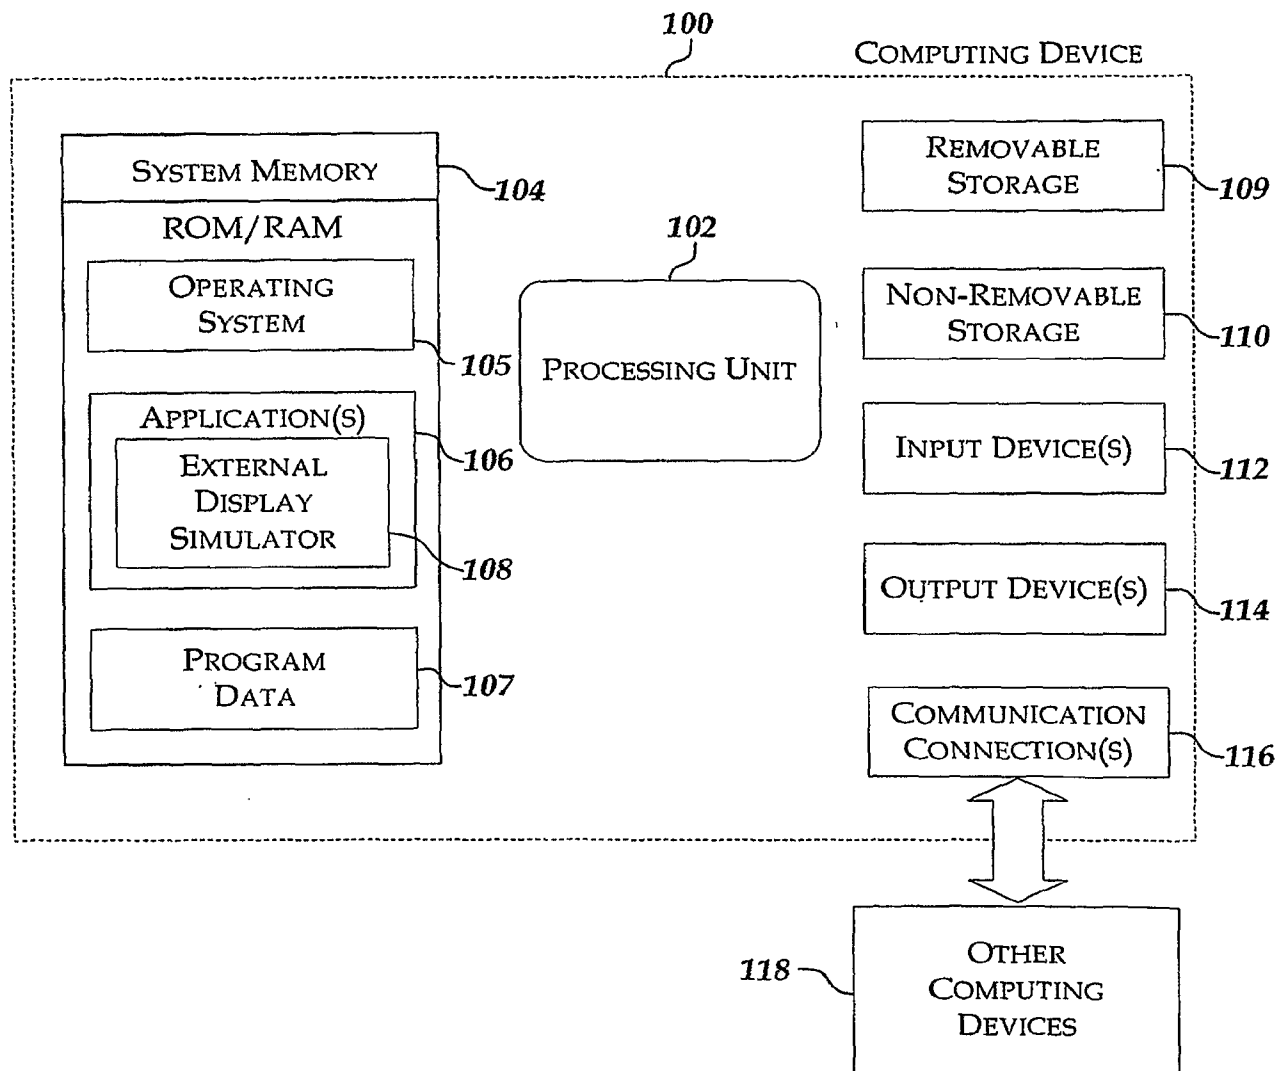 100
COMPUTING DEVICE
SYSTEM MEMORY
104
ROM/RAM
OPERATING
SYSTEM
105
APPLICATION(S)
106
EXTERNAL
DISPLAY
SIMULATOR
108
PROGRAM
DATA
107
102
PROCESSING UNIT
REMOVABLE
STORAGE
109
NON-REMOVABLE
STORAGE
110
INPUT DEVICE(S)
112
OUTPUT DEVICE(S)
114
COMMUNICATION
CONNECTION(S)
116
118
OTHER
COMPUTING
DEVICES